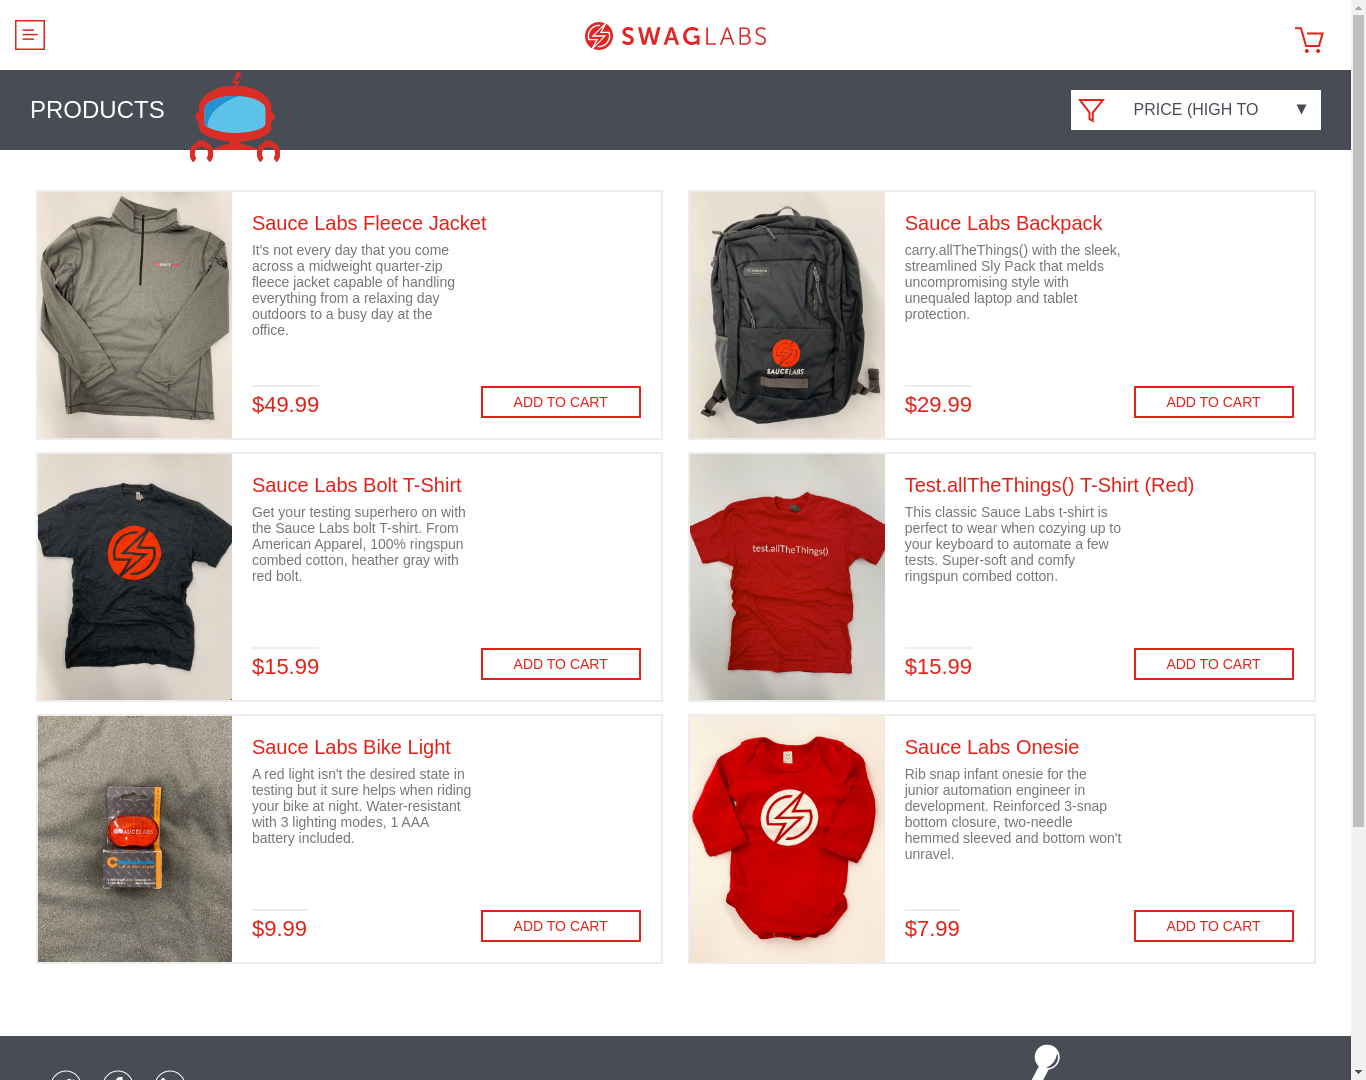 SWAGLABS
PRODUCTS
PRICE (HIGH TO
▼
Sauce Labs Fleece Jacket
It's not every day that you come
across a midweight quarter-zip
fleece jacket capable of handling
everything from a relaxing day
outdoors to a busy day at the
office.
$49.99
ADD TO CART
SAUCELABS
Sauce Labs Backpack
carry.allTheThings() with the sleek,
streamlined Sly Pack that melds
uncompromising style with
unequaled laptop and tablet
protection.
$29.99
ADD TO CART
Sauce Labs Bolt T-Shirt
Get your testing superhero on with
the Sauce Labs bolt T-shirt. From
American Apparel, 100% ringspun
combed cotton, heather gray with
red bolt.
$15.99
ADD TO CART
test.allTheThings()
Test.allTheThings() T-Shirt (Red)
This classic Sauce Labs t-shirt is
perfect to wear when cozying up to
your keyboard to automate a few
tests. Super-soft and comfy
ringspun combed cotton.
$15.99
ADD TO CART
SAUCELABS
Sauce Labs Bike Light
A red light isn't the desired state in
testing but it sure helps when riding
your bike at night. Water-resistant
with 3 lighting modes, 1 AAA
battery included.
$9.99
ADD TO CART
Sauce Labs Onesie
Rib snap infant onesie for the
junior automation engineer in
development. Reinforced 3-snap
bottom closure, two-needle
hemmed sleeved and bottom won't
unravel.
$7.99
ADD TO CART